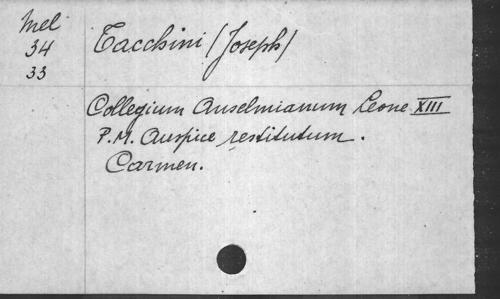 Mel
34
33
Tacchini (Joseph)
Collegium Anselmianum Leone XIII
P.M. Auspice restitutum.
Carmen.